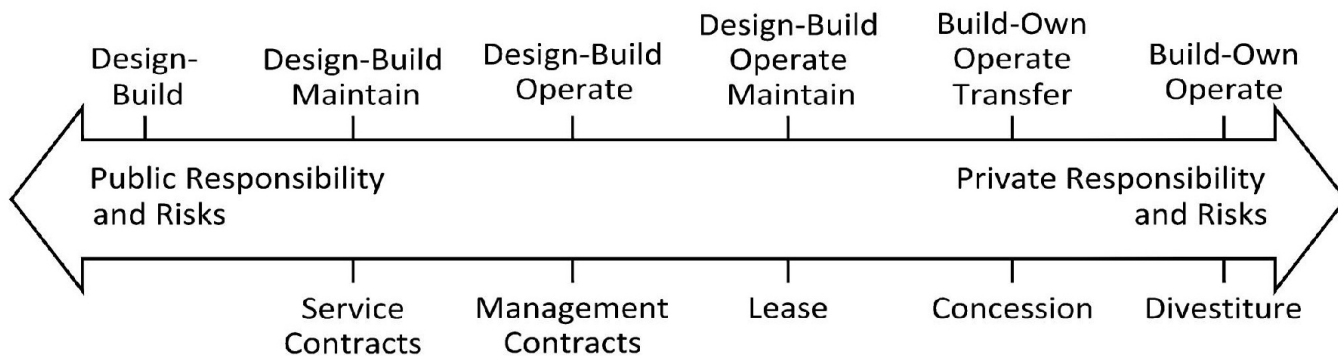 Design-
Build
Design-Build
Maintain
Design-Build
Operate
Design-Build
Operate
Maintain
Build-Own
Operate
Transfer
Build-Own
Operate
Public Responsibility
and Risks
Private Responsibility
and Risks
Service
Contracts
Management
Contracts
Lease
Concession
Divestiture